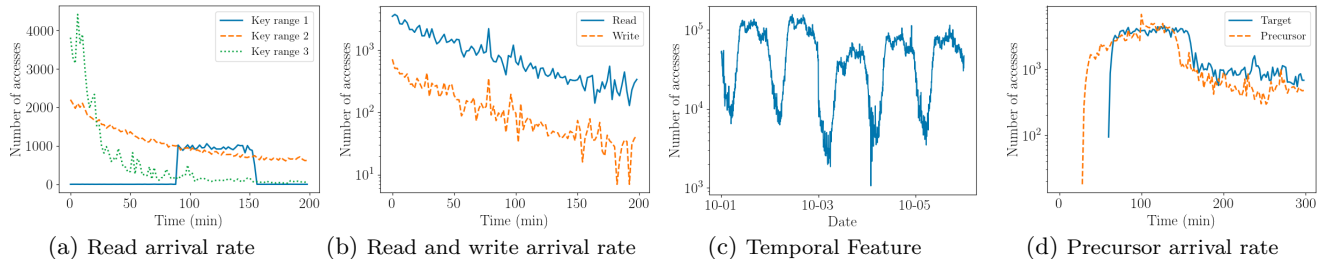 Number of accesses
4000
3000
2000
1000
0
0
50
100
150
200
Time (min)
Key range 1
Key range 2
Key range 3
(a) Read arrival rate
Number of accesses
10^3
10^2
10^1
0
50
100
150
200
Time (min)
Read
Write
(b) Read and write arrival rate
Number of accesses
10^5
10^4
10^3
10-01
10-03
10-05
Date
(c) Temporal Feature
Number of accesses
10^3
10^2
0
100
200
300
Time (min)
Target
Precursor
(d) Precursor arrival rate